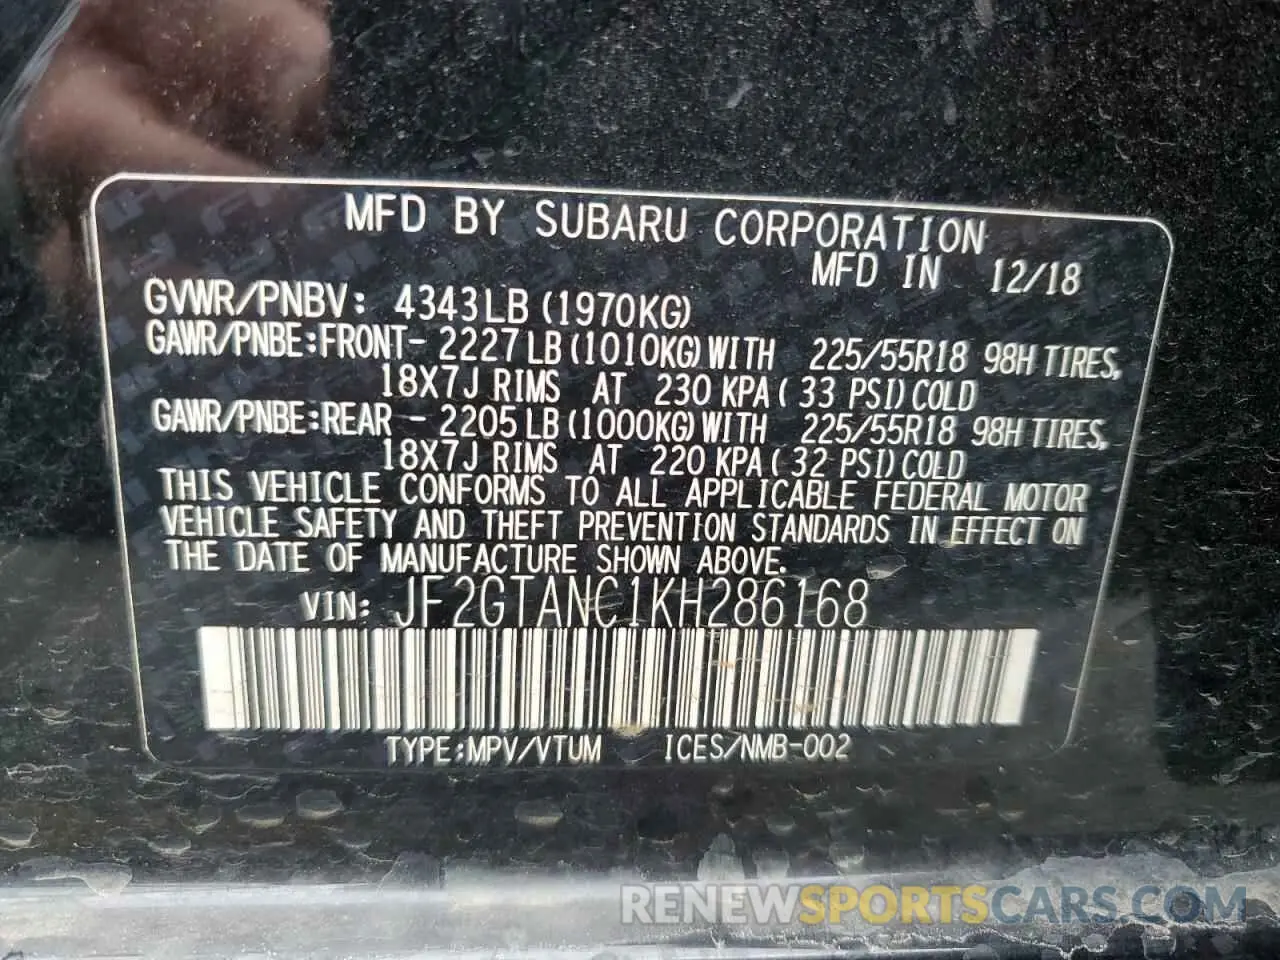 MFD BY SUBARU CORPORATION
MFD IN 12/18
GVWR/PNBV: 4343LB (1970KG)
GAWR/PNBE:FRONT- 2227LB(1010KG)WITH 225/55R18 98H TIRES,
18X7J RIMS AT 230 KPA( 33 PSI)COLD
GAWR/PNBE:REAR - 2205LB(1000KG)WITH 225/55R18 98H TIRES,
18X7J RIMS AT 220 KPA( 32 PSI)COLD
THIS VEHICLE CONFORMS TO ALL APPLICABLE FEDERAL MOTOR
VEHICLE SAFETY AND THEFT PREVENTION STANDARDS IN EFFECT ON
THE DATE OF MANUFACTURE SHOWN ABOVE.
VIN: JF2GTANC1KH286168
TYPE:MPV/VTUM ICES/NMB-002
RENEWSPORTSCARS.COM